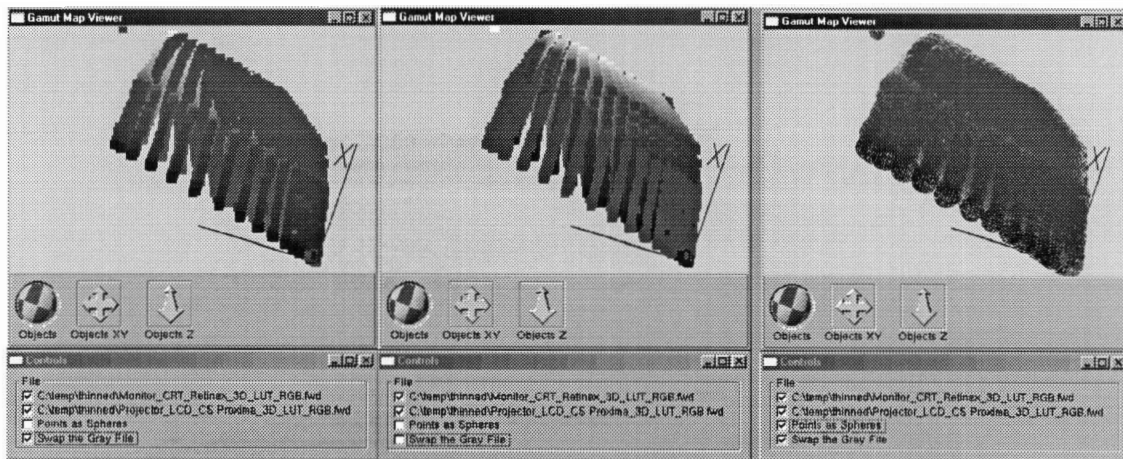 Gamut Map Viewer
X
Objects Objects XY Objects Z
Controls
File
C:\temp\thinned\Monitor_CRT_Retinex_3D_LUT_RGB.fwd
C:\temp\thinned\Projector_LCD_CS Proxima_3D_LUT_RGB.fwd
Points as Spheres
Swap the Gray File
Gamut Map Viewer
X
Objects Objects XY Objects Z
Controls
File
C:\temp\thinned\Monitor_CRT_Retinex_3D_LUT_RGB.fwd
C:\temp\thinned\Projector_LCD_CS Proxima_3D_LUT_RGB.fwd
Points as Spheres
Swap the Gray File
Gamut Map Viewer
X
Objects Objects XY Objects Z
Controls
File
C:\temp\thinned\Monitor_CRT_Retinex_3D_LUT_RGB.fwd
C:\temp\thinned\Projector_LCD_CS Proxima_3D_LUT_RGB.fwd
Points as Spheres
Swap the Gray File